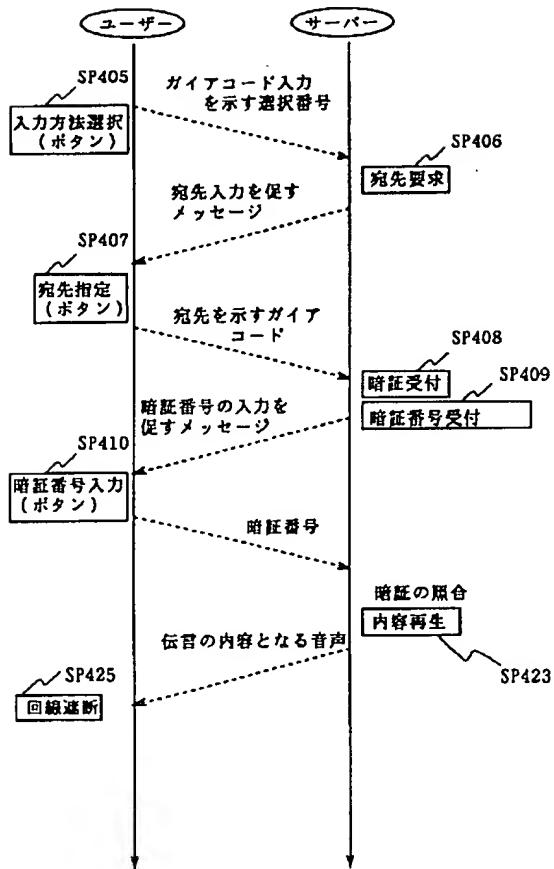 ユーザー
サーバー
SP405
ガイアコード入力
を示す選択番号
入力方法選択
(ボタン)
SP406
宛先要求
宛先入力を促す
メッセージ
SP407
宛先指定
(ボタン)
宛先を示すガイア
コード
SP408
暗証受付
SP409
暗証番号受付
暗証番号の入力を
促すメッセージ
SP410
暗証番号入力
(ボタン)
暗証番号
暗証の照合
内容再生
伝言の内容となる音声
SP423
SP425
回線遮断